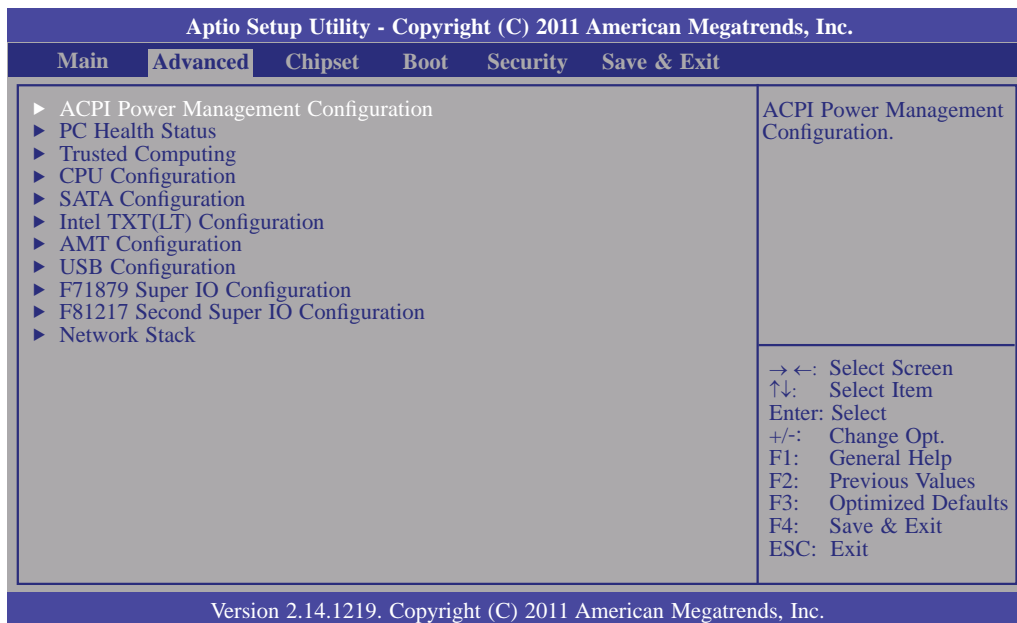 Aptio Setup Utility - Copyright (C) 2011 American Megatrends, Inc.
Main Advanced Chipset Boot Security Save & Exit
► ACPI Power Management Configuration
► PC Health Status
► Trusted Computing
► CPU Configuration
► SATA Configuration
► Intel TXT(LT) Configuration
► AMT Configuration
► USB Configuration
► F71879 Super IO Configuration
► F81217 Second Super IO Configuration
► Network Stack
ACPI Power Management
Configuration.
→←: Select Screen
↑↓: Select Item
Enter: Select
+/-: Change Opt.
F1: General Help
F2: Previous Values
F3: Optimized Defaults
F4: Save & Exit
ESC: Exit
Version 2.14.1219. Copyright (C) 2011 American Megatrends, Inc.